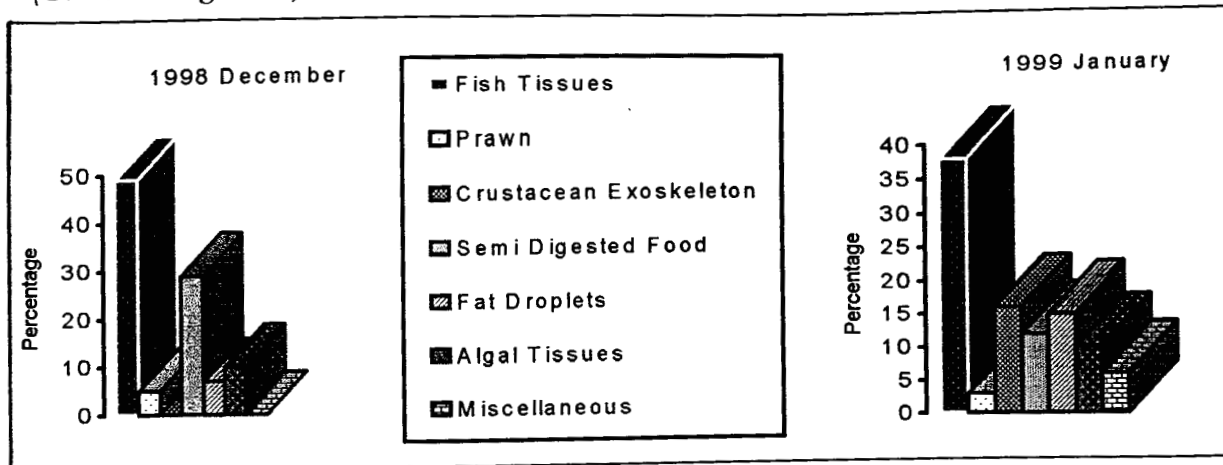 1998 December
Percentage
50
40
30
20
10
0
Fish Tissues
Prawn
Crustacean Exoskeleton
Semi Digested Food
Fat Droplets
Algal Tissues
Miscellaneous
1999 January
Percentage
40
35
30
25
20
15
10
5
0